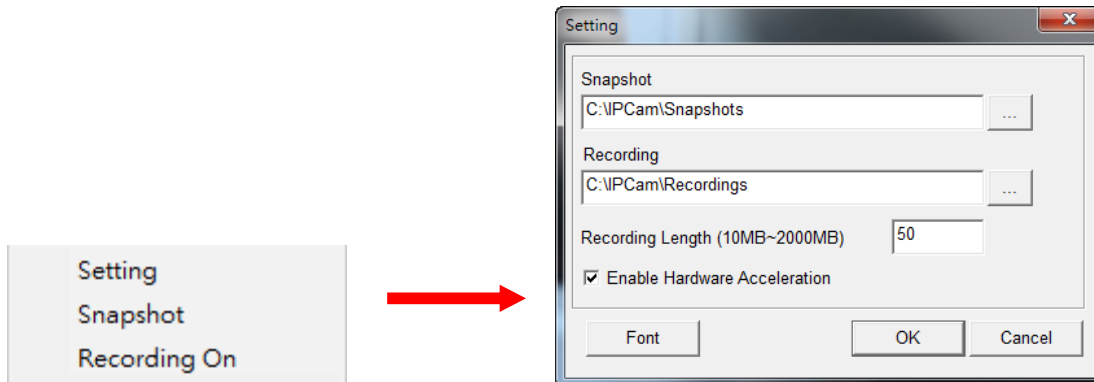 Setting
Snapshot
Recording On
Setting
X
Snapshot
C:\IPCam\Snapshots
...
Recording
C:\IPCam\Recordings
...
Recording Length (10MB~2000MB) 50
Enable Hardware Acceleration
Font OK Cancel